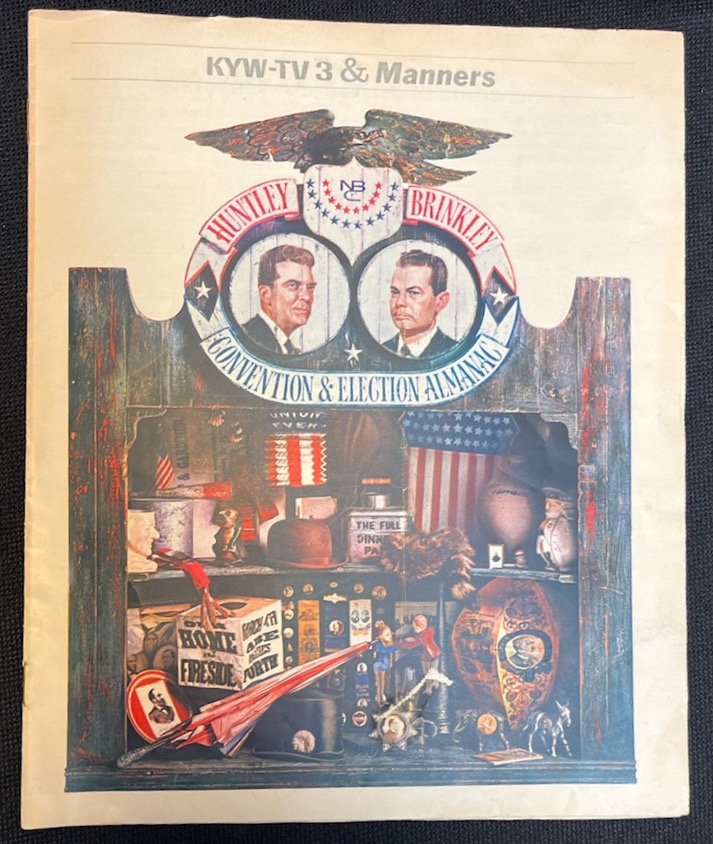 KYW-TV 3 & Manners
NBC
HUNTLEY BRINKLEY
CONVENTION & ELECTION ALMANAC
THE FULL
HOME
FIRESIDE